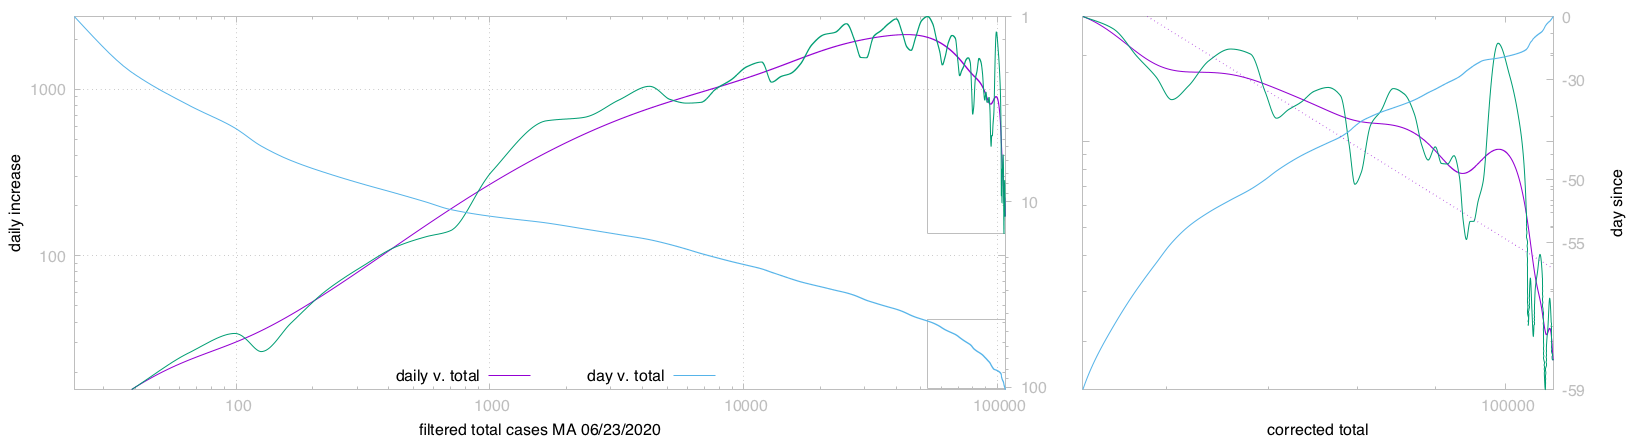 1
0
1000
-30
daily increase
10
-50
day since
100
-55
daily v. total
day v. total
100
-59
100
1000
10000
100000
100000
filtered total cases MA 06/23/2020
corrected total